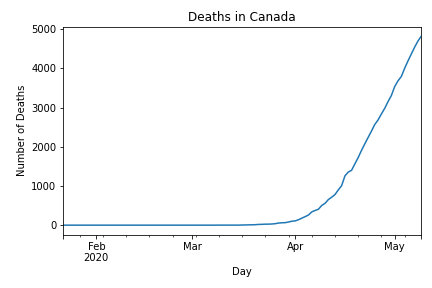 Deaths in Canada
5000
4000
3000
2000
1000
0
Number of Deaths
Feb
2020
Mar
Apr
May
Day